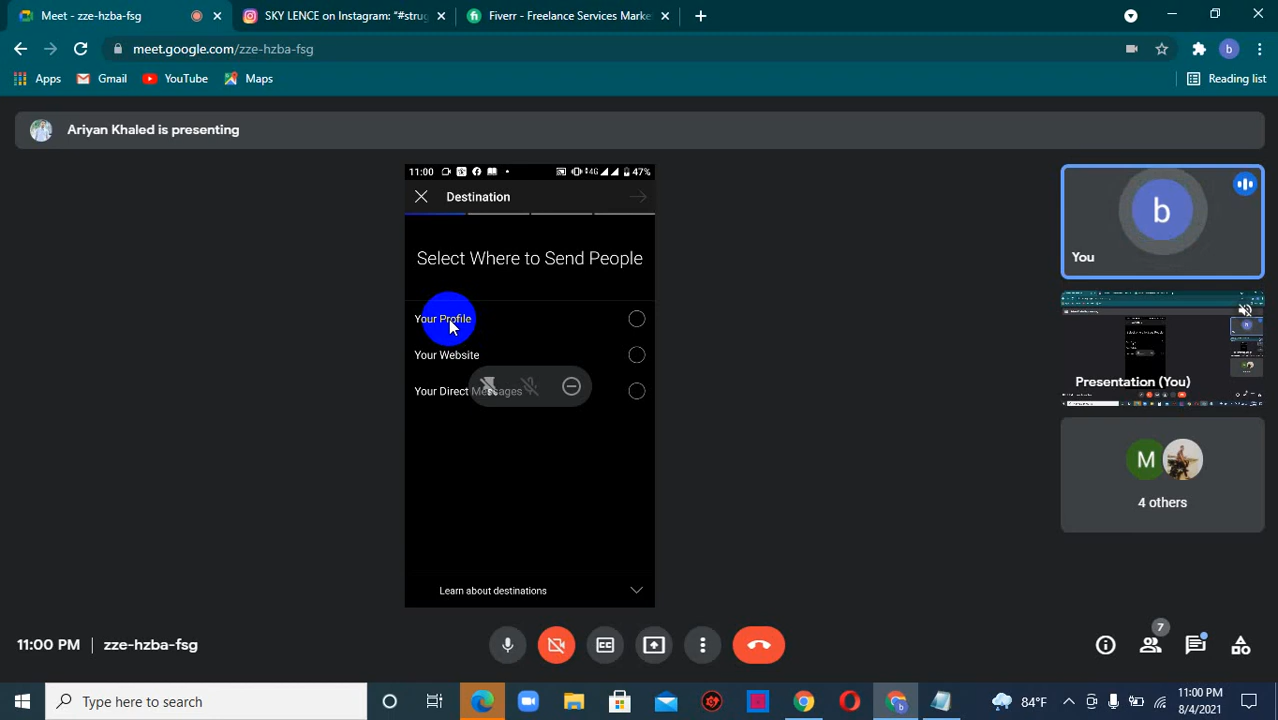 Meet - zze-hzba-fsg
SKY LENCE on Instagram: "#strug
Fiverr - Freelance Services Marke
meet.google.com/zze-hzba-fsg
b
Apps
Gmail
YouTube
Maps
Reading list
Ariyan Khaled is presenting
11:00
4G
47%
Destination
Select Where to Send People
Your Profile
Your Website
Your Direct Messages
Learn about destinations
b
You
Presentation (You)
M
4 others
11:00 PM | zze-hzba-fsg
CC
7
Type here to search
84°F
11:00 PM
8/4/2021